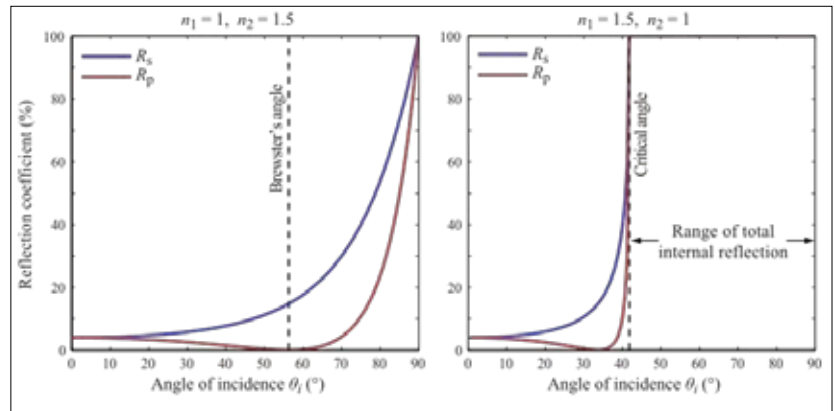 n₁ = 1, n₂ = 1.5
100
80
60
40
20
0
Reflection coefficient (%)
Rₛ
Rₚ
Brewster's angle
0 10 20 30 40 50 60 70 80 90
Angle of incidence θᵢ (°)
n₁ = 1.5, n₂ = 1
100
80
60
40
20
0
Rₛ
Rₚ
Critical angle
Range of total
internal reflection
0 10 20 30 40 50 60 70 80 90
Angle of incidence θᵢ (°)